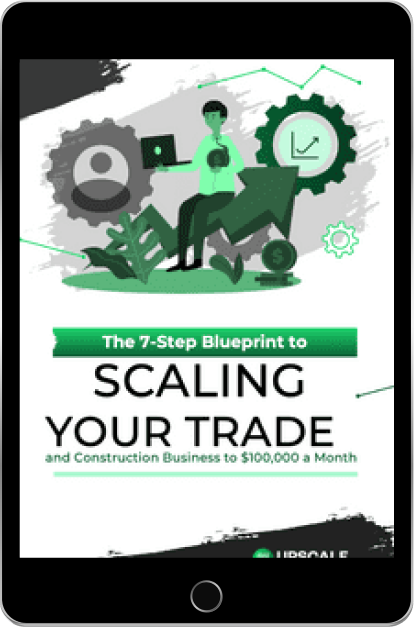 The 7-Step Blueprint to
SCALING
YOUR TRADE
and Construction Business to $100,000 a Month
UPSCALE